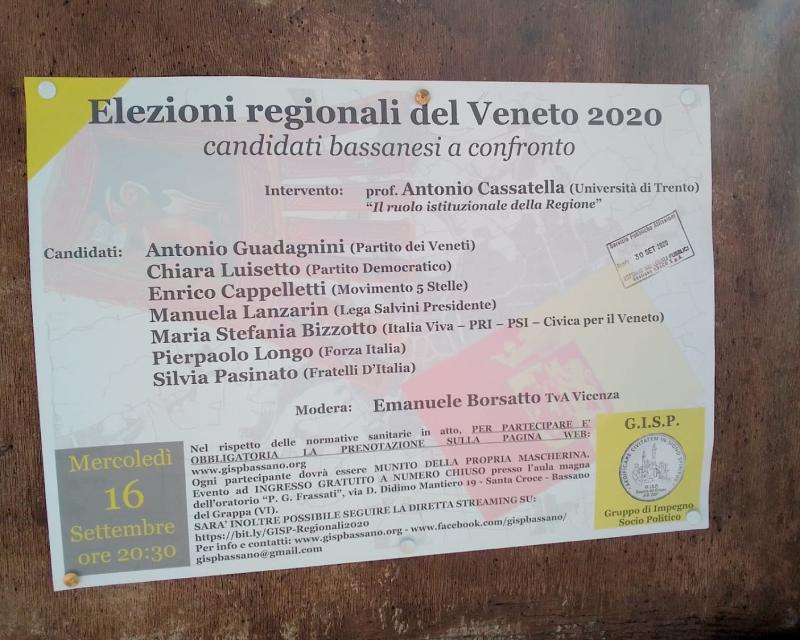 Elezioni regionali del Veneto 2020
candidati bassanesi a confronto
Intervento: prof. Antonio Cassatella (Università di Trento)
“Il ruolo istituzionale della Regione”
Candidati: Antonio Guadagnini (Partito dei Veneti)
Chiara Luisetto (Partito Democratico)
Enrico Cappelletti (Movimento 5 Stelle)
Manuela Lanzarin (Lega Salvini Presidente)
Maria Stefania Bizzotto (Italia Viva – PRI – PSI – Civica per il Veneto)
Pierpaolo Longo (Forza Italia)
Silvia Pasinato (Fratelli D'Italia)
Servizio Pubbliche Affissioni
30 SET 2020
Modera: Emanuele Borsatto TvA Vicenza
Mercoledì
16
Settembre
ore 20:30
Nel rispetto delle normative sanitarie in atto, PER PARTECIPARE E'
OBBLIGATORIA LA PRENOTAZIONE SULLA PAGINA WEB:
www.gispbassano.org
Ogni partecipante dovrà essere MUNITO DELLA PROPRIA MASCHERINA.
Evento ad INGRESSO GRATUITO A NUMERO CHIUSO presso l'aula magna
dell'oratorio “P. G. Frassati”, via D. Didimo Mantiero 19 - Santa Croce - Bassano
del Grappa (VI).
SARA' INOLTRE POSSIBILE SEGUIRE LA DIRETTA STREAMING SU:
https://bit.ly/GISP-Regionali2020
Per info e contatti: www.gispbassano.org - www.facebook.com/gispbassano/
gispbassano@gmail.com
G.I.S.P.
Gruppo di Impegno
Socio Politico